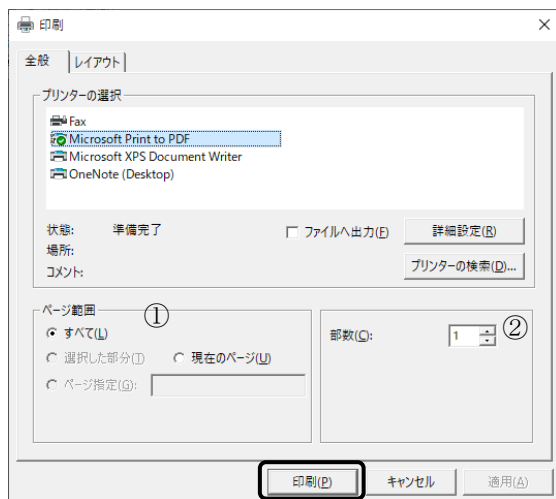 印刷
全般 レイアウト
プリンターの選択
Fax
Microsoft Print to PDF
Microsoft XPS Document Writer
OneNote (Desktop)
状態: 準備完了
ファイルへ出力(F) 詳細設定(R)
場所:
コメント: プリンターの検索(D)...
ページ範囲 ①
すべて(L)
選択した部分(T) 現在のページ(U)
ページ指定(G):
部数(C): 1 ②
印刷(P) キャンセル 適用(A)